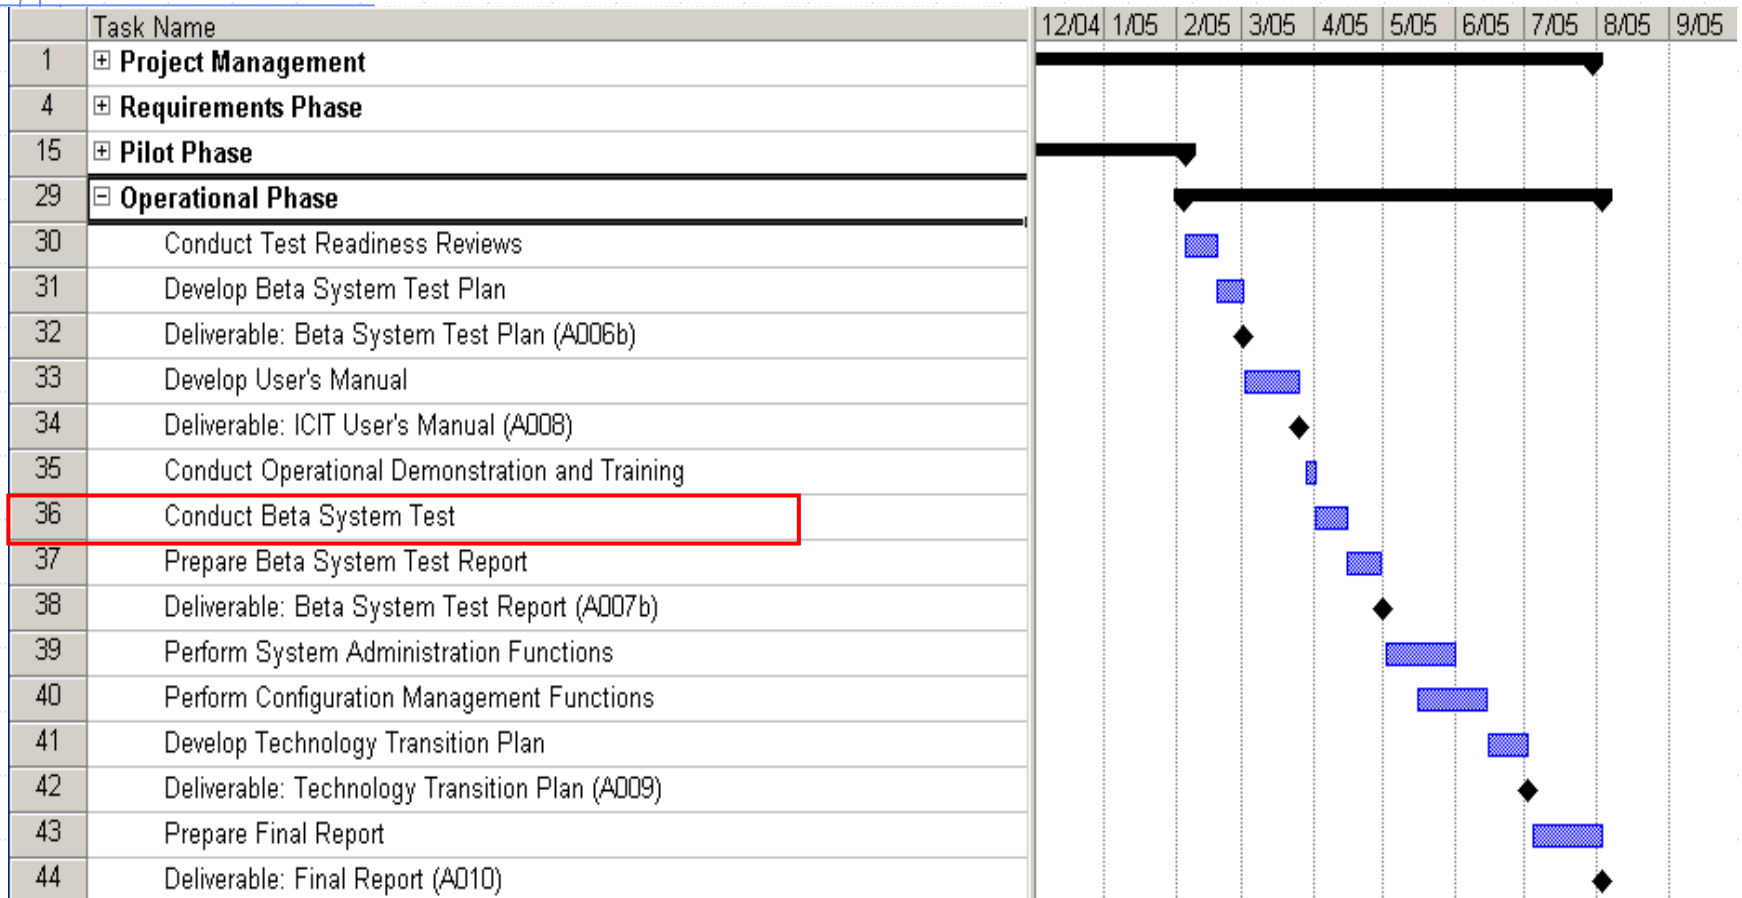 Task Name 12/04 1/05 2/05 3/05 4/05 5/05 6/05 7/05 8/05 9/05
1 Project Management
4 Requirements Phase
15 Pilot Phase
29 Operational Phase
30 Conduct Test Readiness Reviews
31 Develop Beta System Test Plan
32 Deliverable: Beta System Test Plan (A006b)
33 Develop User's Manual
34 Deliverable: ICIT User's Manual (A008)
35 Conduct Operational Demonstration and Training
36 Conduct Beta System Test
37 Prepare Beta System Test Report
38 Deliverable: Beta System Test Report (A007b)
39 Perform System Administration Functions
40 Perform Configuration Management Functions
41 Develop Technology Transition Plan
42 Deliverable: Technology Transition Plan (A009)
43 Prepare Final Report
44 Deliverable: Final Report (A010)